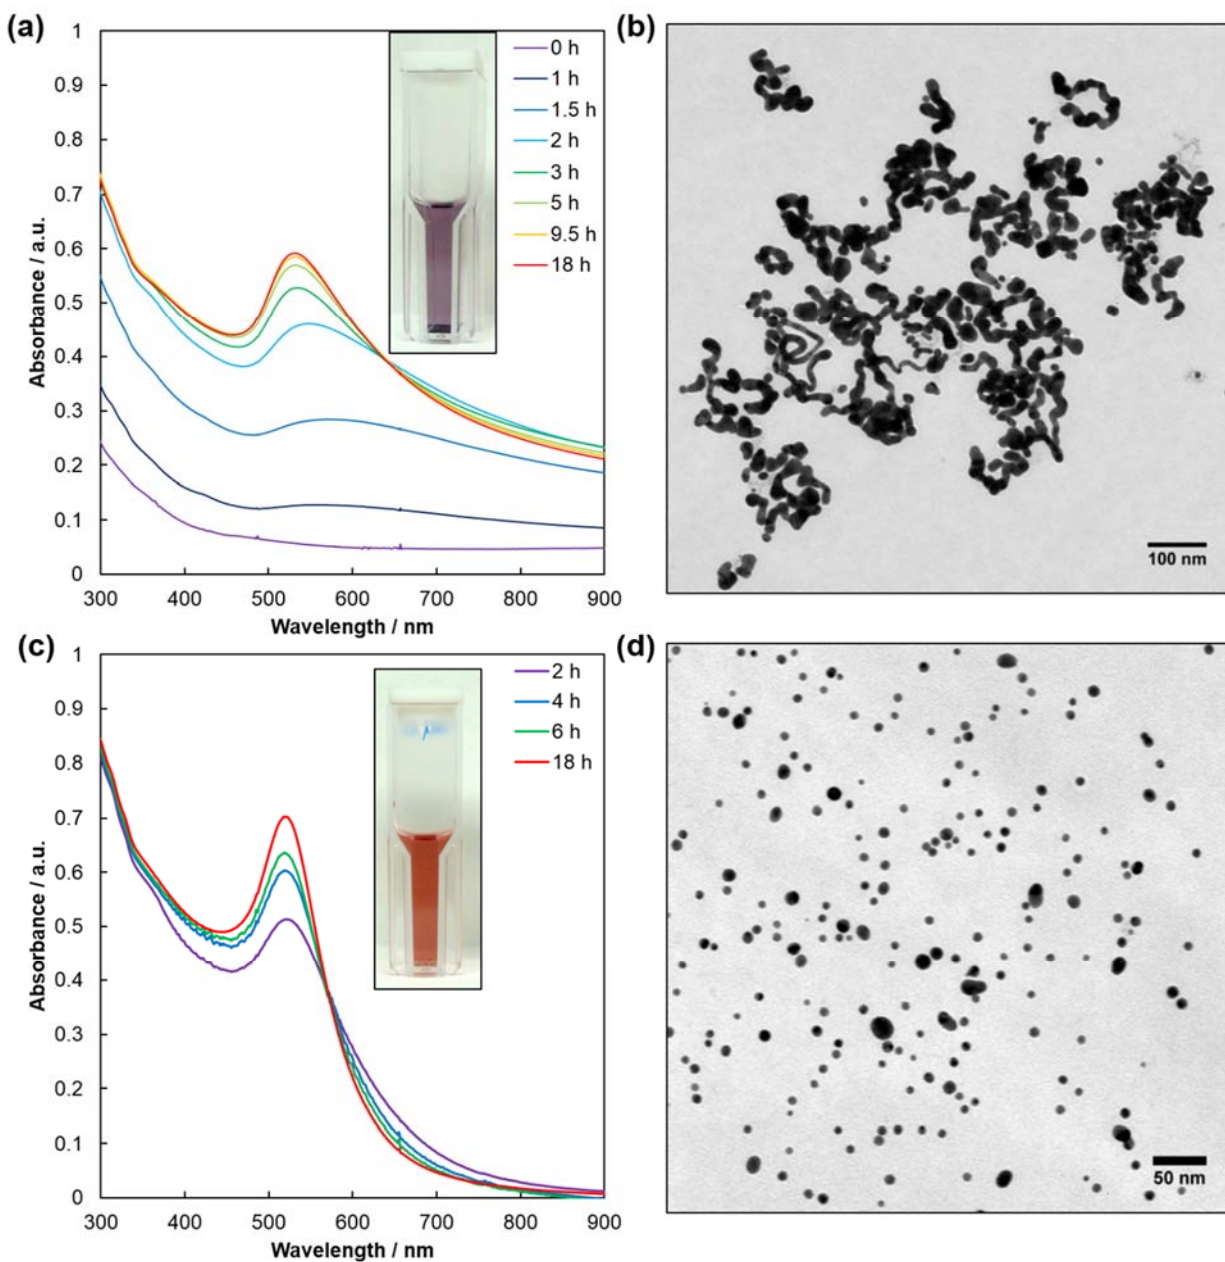 (a)
1
0.9
0.8
0.7
0.6
0.5
0.4
0.3
0.2
0.1
0
Absorbance / a.u.
300 400 500 600 700 800 900
Wavelength / nm
0 h
1 h
1.5 h
2 h
3 h
5 h
9.5 h
18 h
(b)
100 nm
(c)
1
0.9
0.8
0.7
0.6
0.5
0.4
0.3
0.2
0.1
0
Absorbance / a.u.
300 400 500 600 700 800 900
Wavelength / nm
2 h
4 h
6 h
18 h
(d)
50 nm